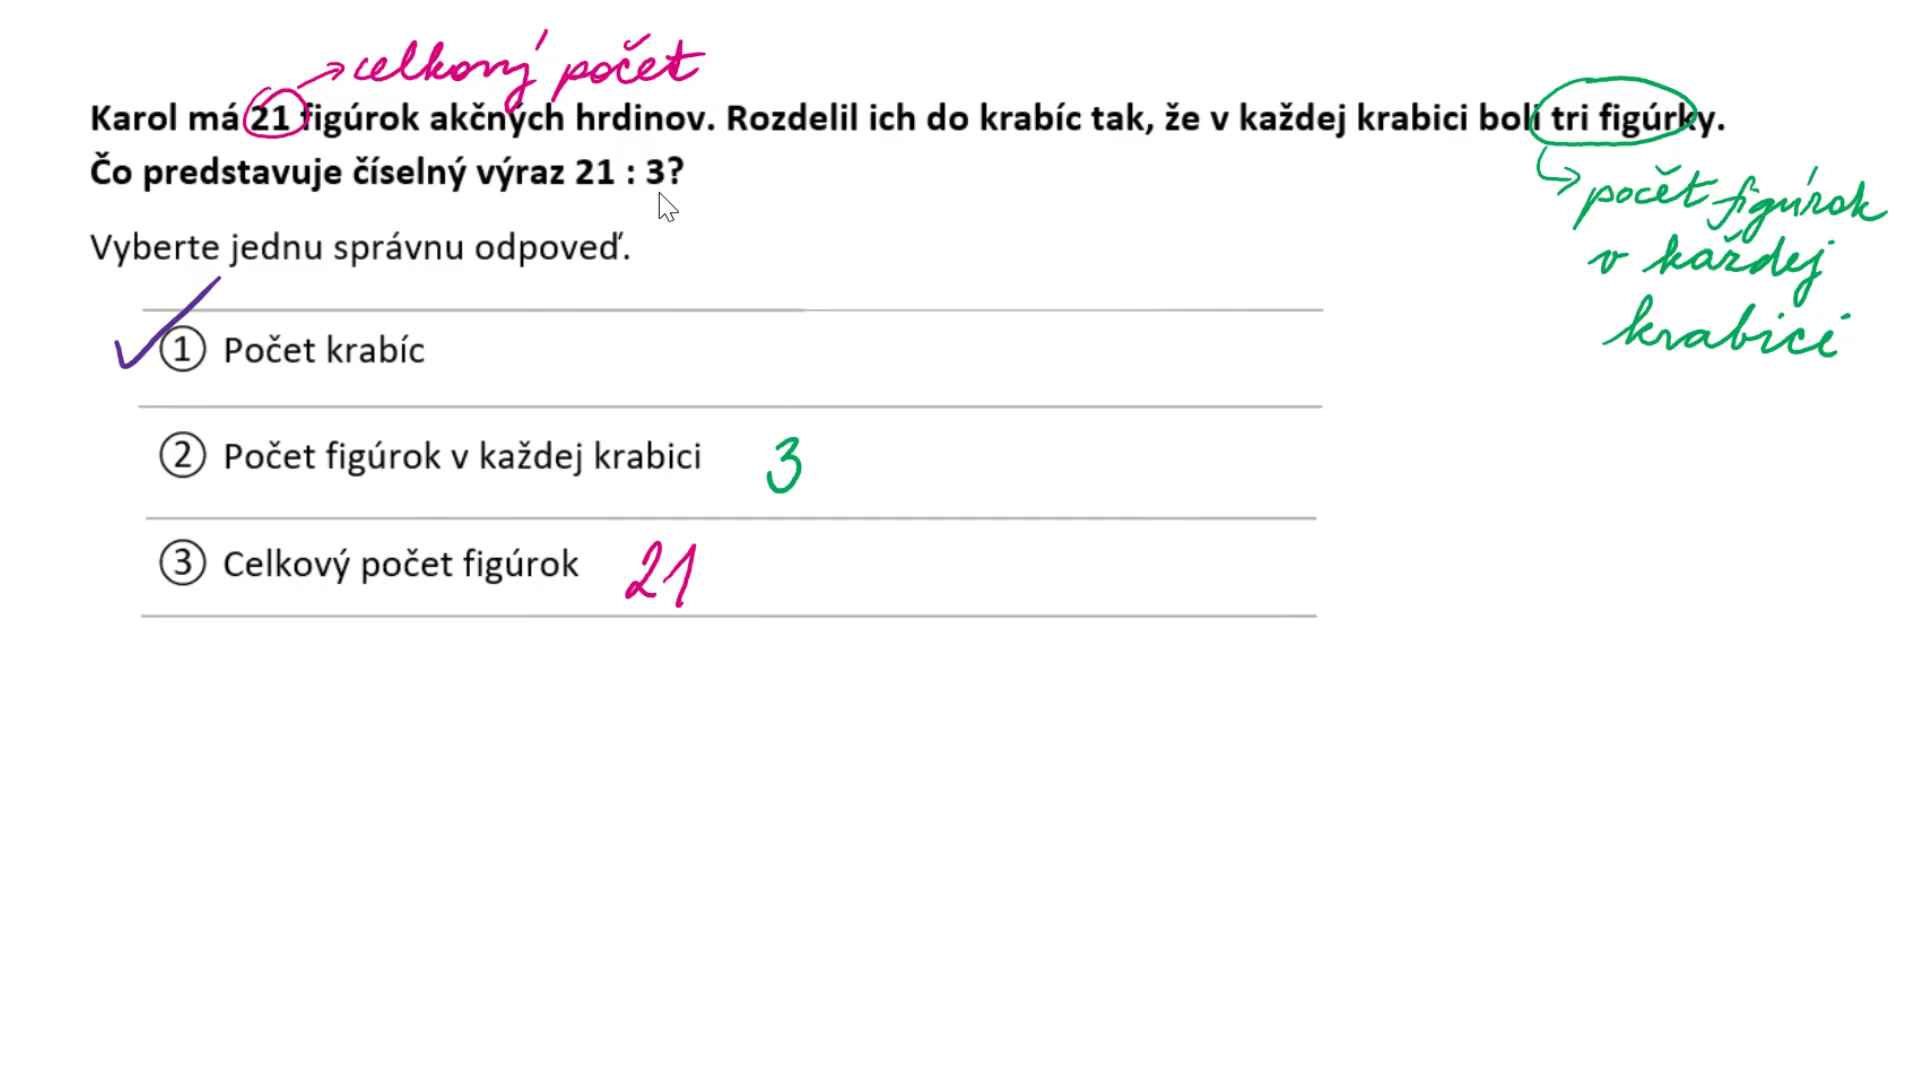 celkový počet
Karol má 21 figúrok akčných hrdinov. Rozdelil ich do krabíc tak, že v každej krabici boli tri figúrky.
Čo predstavuje číselný výraz 21 : 3?
počet figúrok
v každej
krabici
Vyberte jednu správnu odpoveď.
1 Počet krabíc
2 Počet figúrok v každej krabici 3
3 Celkový počet figúrok 21